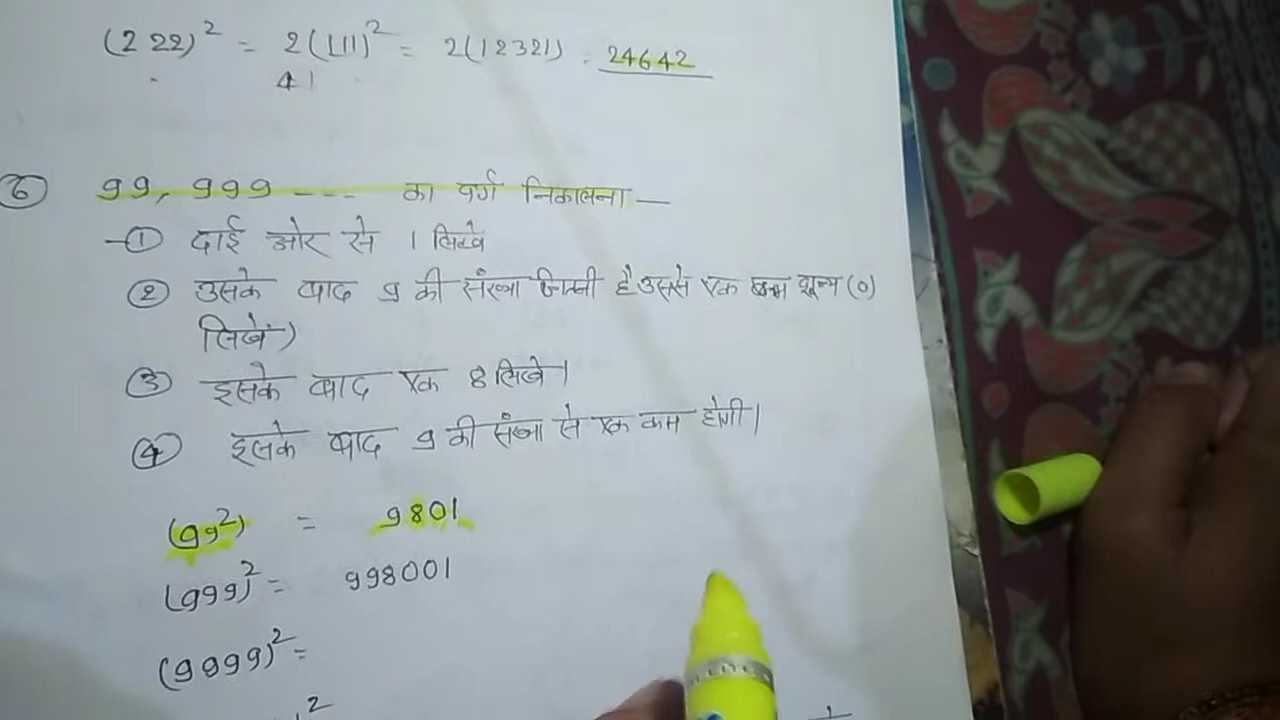 (222)² = 2(111)² = 2(12321) = 24642
41
6 99, 999 --- का वर्ग निकालना —
-① दाई ओर से 1 लिखे
② उसके बाद 9 की संख्या जितनी है उससे एक कम शून्य (0)
लिखें)
③ इसके बाद एक 8 लिखे।
④ इसके बाद 9 की संख्या से एक कम होगी।
(99²) = 9801
(999)² = 998001
(9999)² =